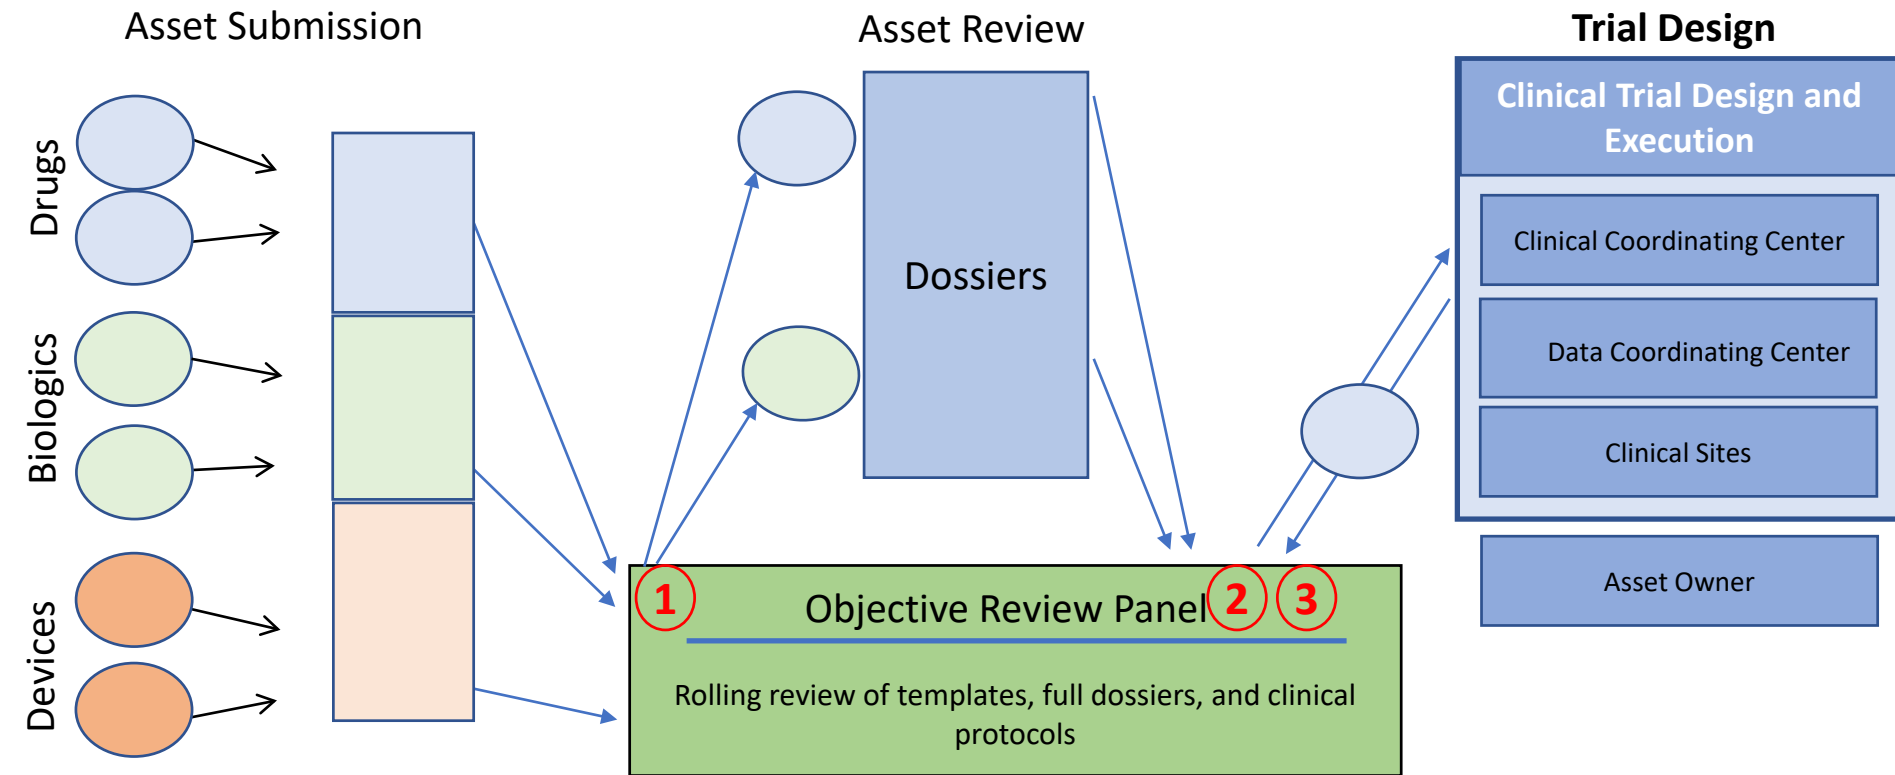 Asset Submission
Asset Review
Trial Design
Drugs
Biologics
Devices
Dossiers
Clinical Trial Design and
Execution
Clinical Coordinating Center
Data Coordinating Center
Clinical Sites
Asset Owner
1
Objective Review Panel
2
3
Rolling review of templates, full dossiers, and clinical
protocols